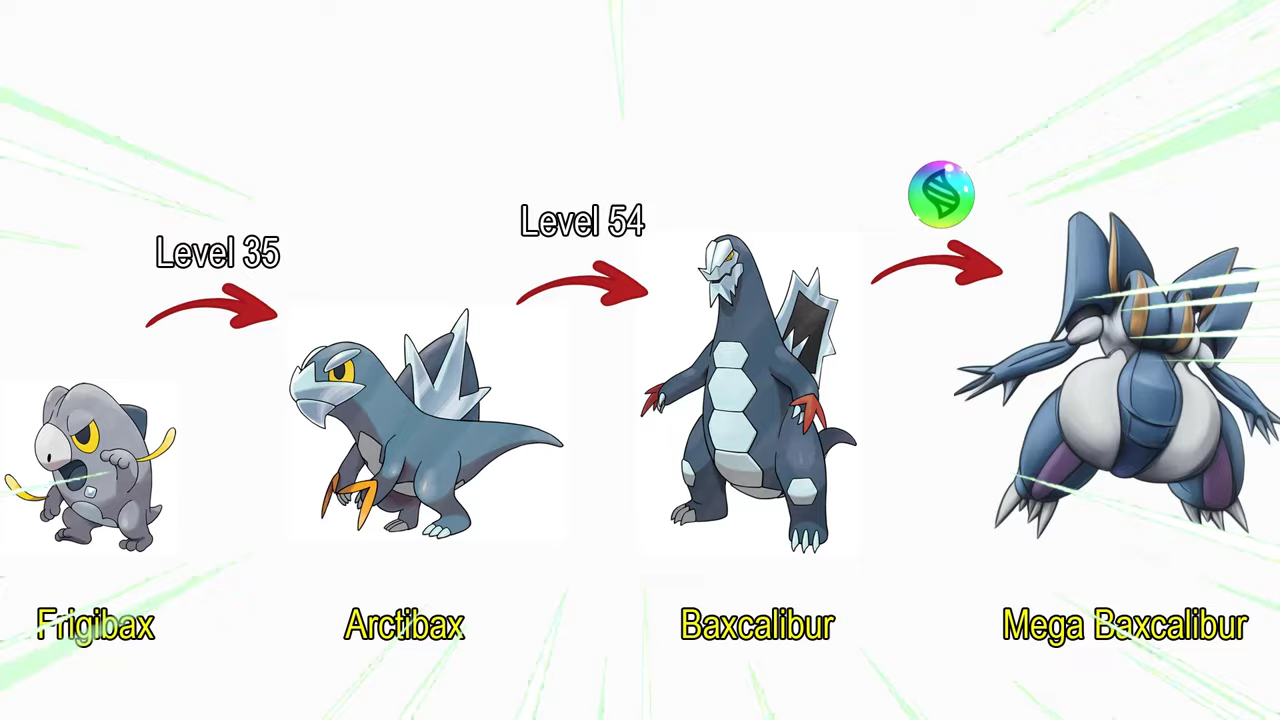 Level 35
Level 54
Frigibax
Arctibax
Baxcalibur
Mega Baxcalibur